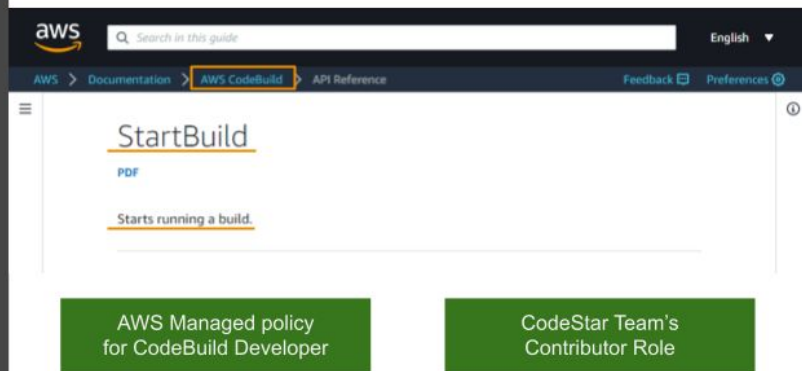 aws
Search in this guide
English
AWS > Documentation > AWS CodeBuild > API Reference
Feedback
Preferences
StartBuild
PDF
Starts running a build.
AWS Managed policy
for CodeBuild Developer
CodeStar Team's
Contributor Role